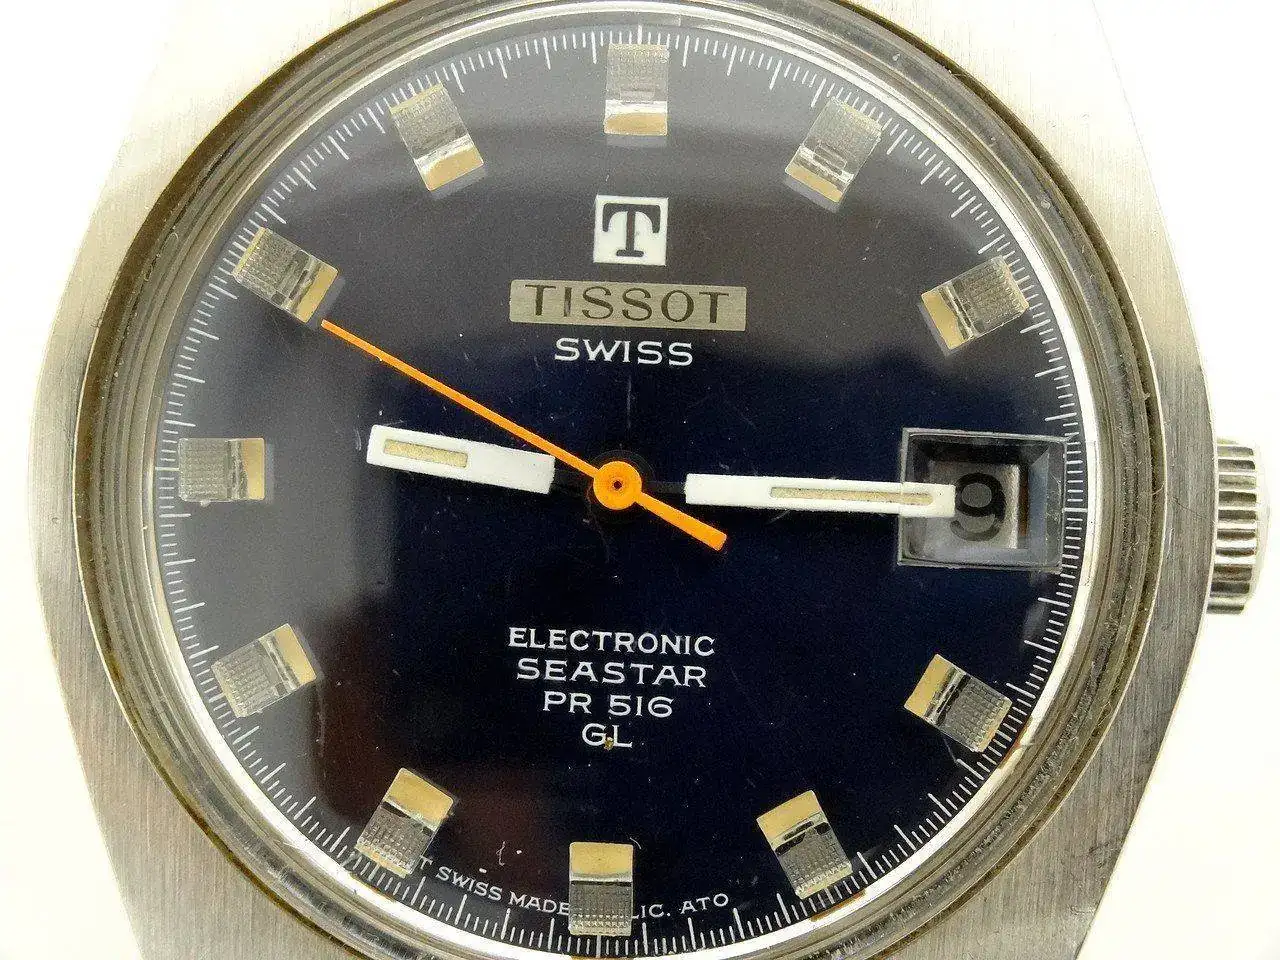 T
TISSOT
SWISS
9
ELECTRONIC
SEASTAR
PR 516
GL
T SWISS MADE LIC. ATO